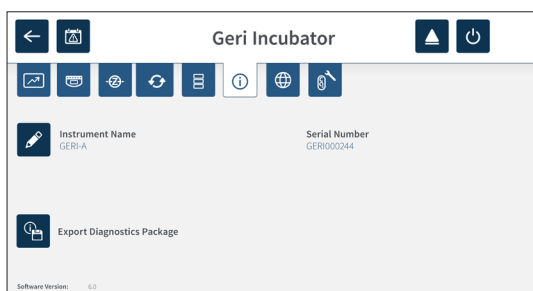 Geri Incubator
Instrument Name
GERI-A
Serial Number
GERI000244
Export Diagnostics Package
Software Version: 6.0